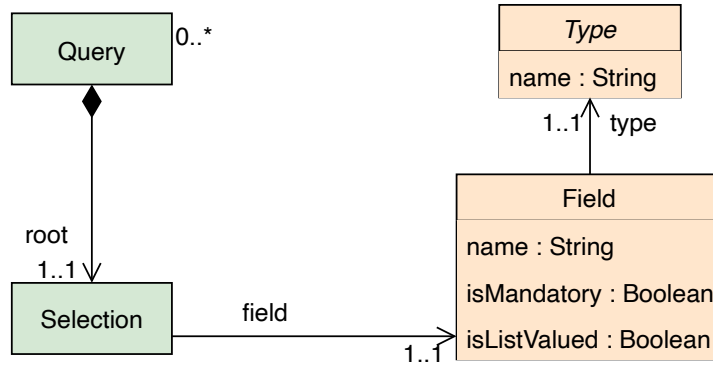 Query
0..*
Type
name : String
1..1
type
Field
name : String
isMandatory : Boolean
isListValued : Boolean
root
1..1
Selection
field
1..1